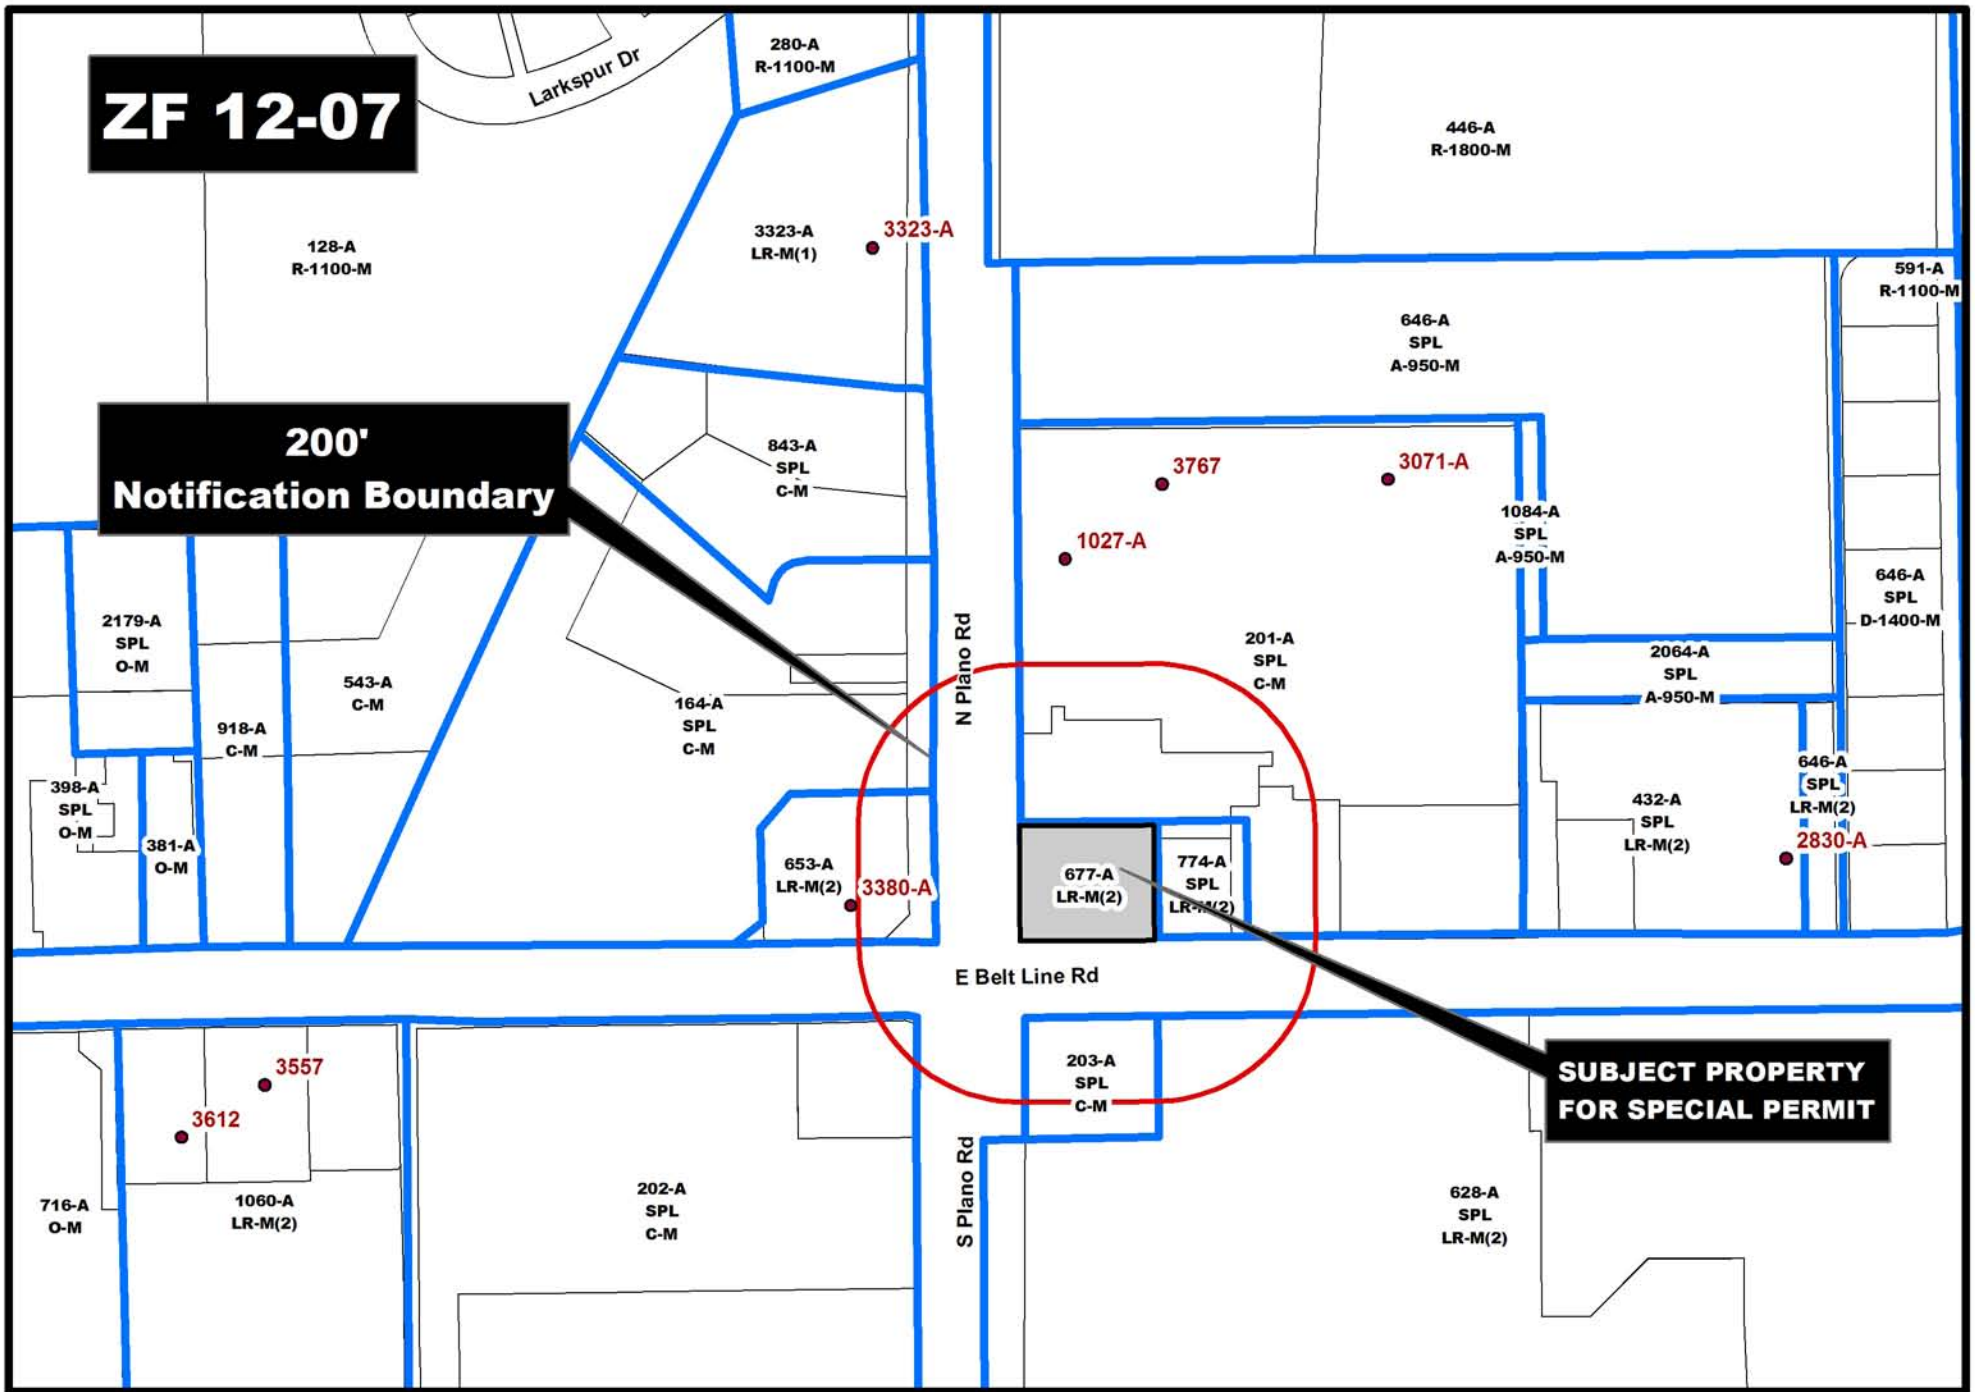 ZF 12-07
Larkspur Dr
280-A
R-1100-M
446-A
R-1800-M
128-A
R-1100-M
3323-A
LR-M(1)
3323-A
591-A
R-1100-M
646-A
SPL
A-950-M
200'
Notification Boundary
843-A
SPL
C-M
3767
3071-A
1027-A
1084-A
SPL
A-950-M
646-A
SPL
D-1400-M
2179-A
SPL
O-M
N Plano Rd
201-A
SPL
C-M
2064-A
SPL
A-950-M
543-A
C-M
918-A
C-M
164-A
SPL
C-M
398-A
SPL
O-M
381-A
O-M
646-A
SPL
LR-M(2)
432-A
SPL
LR-M(2)
2830-A
653-A
LR-M(2)
3380-A
677-A
LR-M(2)
774-A
SPL
LR-M(2)
E Belt Line Rd
203-A
SPL
C-M
SUBJECT PROPERTY
FOR SPECIAL PERMIT
3557
3612
716-A
O-M
1060-A
LR-M(2)
202-A
SPL
C-M
S Plano Rd
628-A
SPL
LR-M(2)